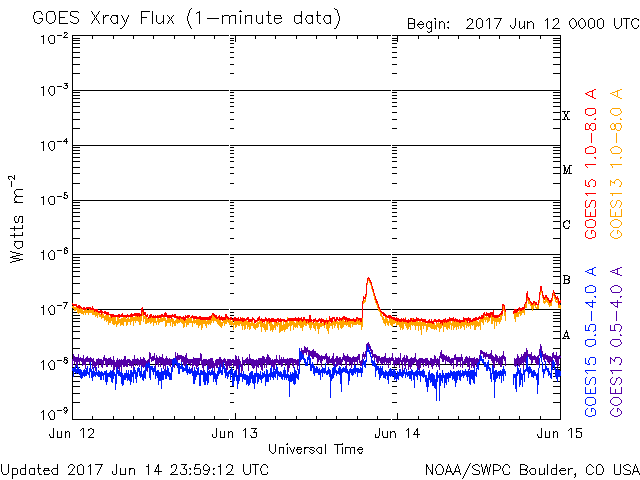 GOES Xray Flux (1-minute data)
Begin: 2017 Jun 12 0000 UTC
10-2
10-3
10-4
10-5
10-6
10-7
10-8
10-9
Watts m-2
X
M
C
B
A
GOES15 1.0-8.0 A
GOES13 1.0-8.0 A
GOES15 0.5-4.0 A
GOES13 0.5-4.0 A
Jun 12
Jun 13
Jun 14
Jun 15
Universal Time
Updated 2017 Jun 14 23:59:12 UTC
NOAA/SWPC Boulder, CO USA